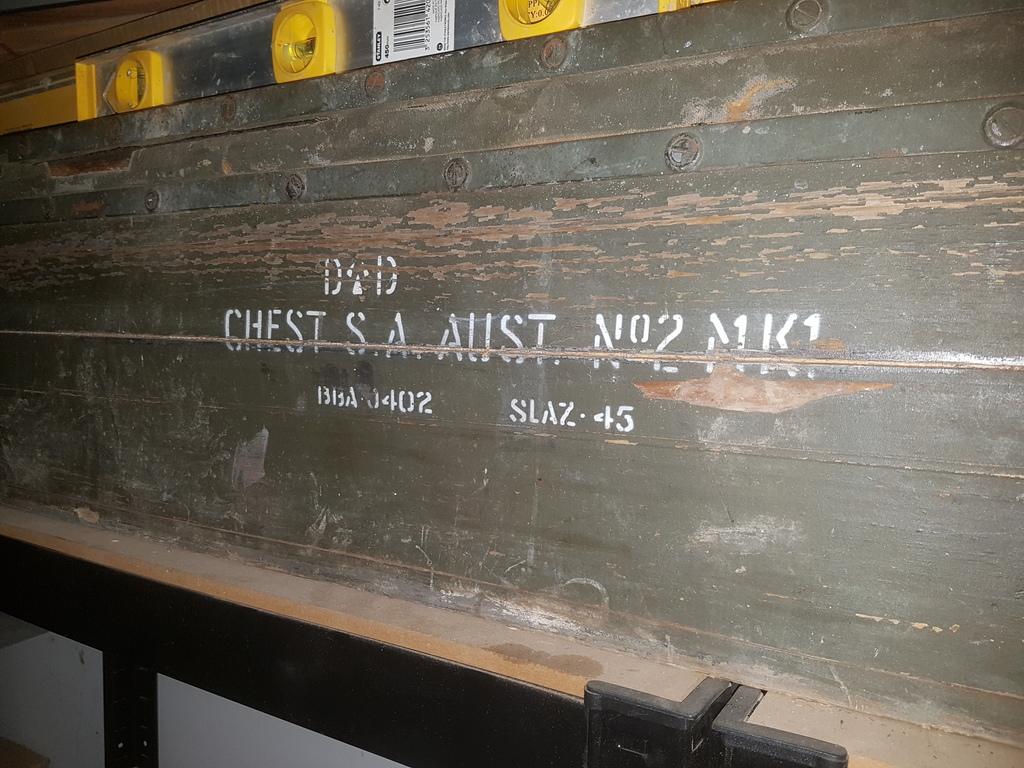 450mm
D↑D
CHEST S.A. AUST. Nº2 MK1
BBA·0402
SLAZ·45